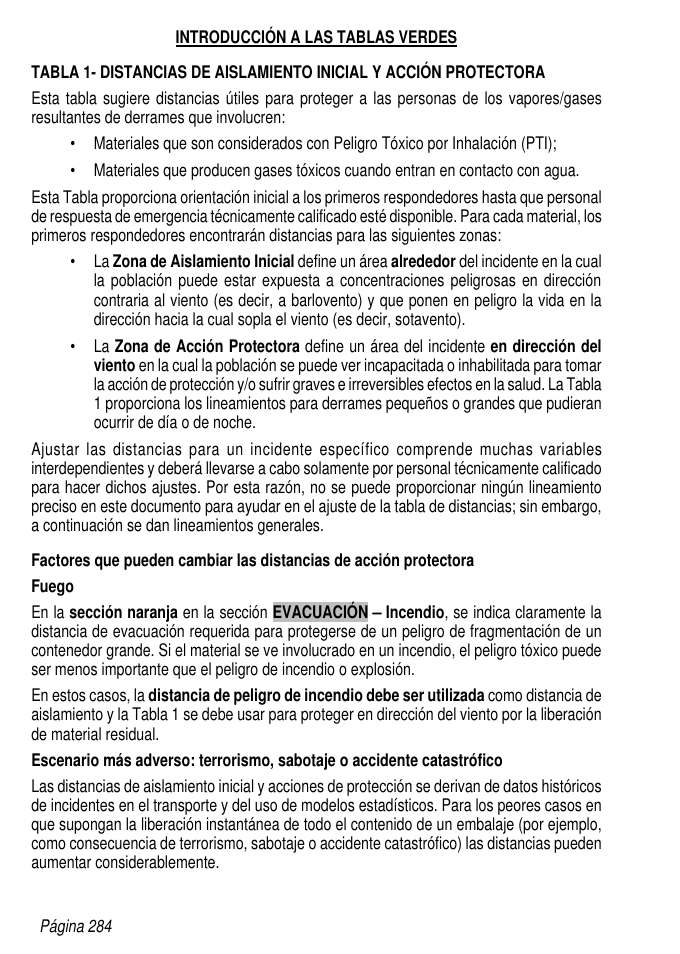 INTRODUCCIÓN A LAS TABLAS VERDES
TABLA 1- DISTANCIAS DE AISLAMIENTO INICIAL Y ACCIÓN PROTECTORA
Esta tabla sugiere distancias útiles para proteger a las personas de los vapores/gases
resultantes de derrames que involucren:
• Materiales que son considerados con Peligro Tóxico por Inhalación (PTI);
• Materiales que producen gases tóxicos cuando entran en contacto con agua.
Esta Tabla proporciona orientación inicial a los primeros respondedores hasta que personal
de respuesta de emergencia técnicamente calificado esté disponible. Para cada material, los
primeros respondedores encontrarán distancias para las siguientes zonas:
• La Zona de Aislamiento Inicial define un área alrededor del incidente en la cual
la población puede estar expuesta a concentraciones peligrosas en dirección
contraria al viento (es decir, a barlovento) y que ponen en peligro la vida en la
dirección hacia la cual sopla el viento (es decir, sotavento).
• La Zona de Acción Protectora define un área del incidente en dirección del
viento en la cual la población se puede ver incapacitada o inhabilitada para tomar
la acción de protección y/o sufrir graves e irreversibles efectos en la salud. La Tabla
1 proporciona los lineamientos para derrames pequeños o grandes que pudieran
ocurrir de día o de noche.
Ajustar las distancias para un incidente específico comprende muchas variables
interdependientes y deberá llevarse a cabo solamente por personal técnicamente calificado
para hacer dichos ajustes. Por esta razón, no se puede proporcionar ningún lineamiento
preciso en este documento para ayudar en el ajuste de la tabla de distancias; sin embargo,
a continuación se dan lineamientos generales.
Factores que pueden cambiar las distancias de acción protectora
Fuego
En la sección naranja en la sección EVACUACIÓN – Incendio, se indica claramente la
distancia de evacuación requerida para protegerse de un peligro de fragmentación de un
contenedor grande. Si el material se ve involucrado en un incendio, el peligro tóxico puede
ser menos importante que el peligro de incendio o explosión.
En estos casos, la distancia de peligro de incendio debe ser utilizada como distancia de
aislamiento y la Tabla 1 se debe usar para proteger en dirección del viento por la liberación
de material residual.
Escenario más adverso: terrorismo, sabotaje o accidente catastrófico
Las distancias de aislamiento inicial y acciones de protección se derivan de datos históricos
de incidentes en el transporte y del uso de modelos estadísticos. Para los peores casos en
que supongan la liberación instantánea de todo el contenido de un embalaje (por ejemplo,
como consecuencia de terrorismo, sabotaje o accidente catastrófico) las distancias pueden
aumentar considerablemente.
Página 284